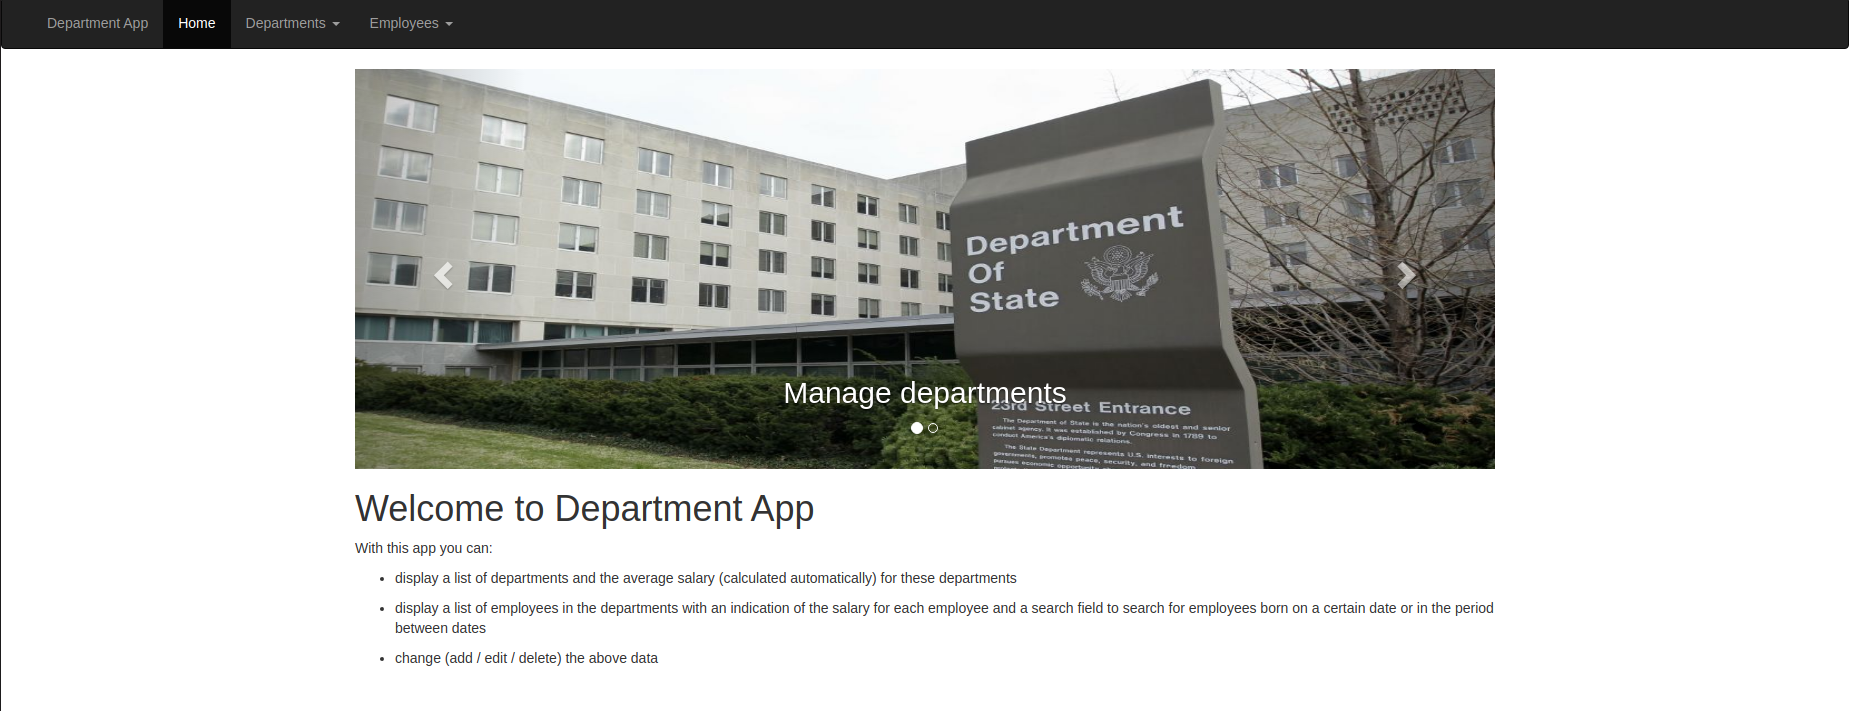 Department App Home Departments Employees
Department
Of
State
Manage departments
23rd Street Entrance
The Department of State is the nation's oldest and senior
cabinet agency. It was established by Congress in 1789 to
conduct America's diplomatic relations.
The State Department represents U.S. interests to foreign
governments, promotes peace, security, and freedom
pursues economic opportunity
Welcome to Department App
With this app you can:
• display a list of departments and the average salary (calculated automatically) for these departments
• display a list of employees in the departments with an indication of the salary for each employee and a search field to search for employees born on a certain date or in the period
between dates
• change (add / edit / delete) the above data